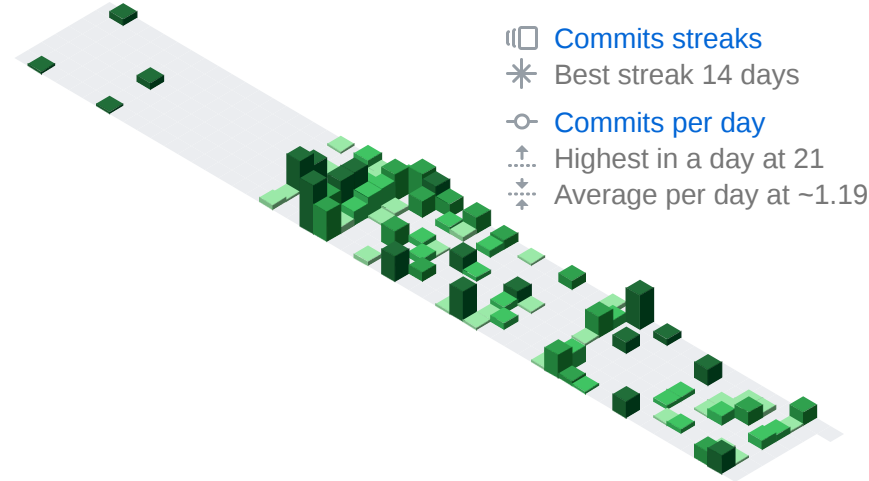 Commits streaks
Best streak 14 days
Commits per day
Highest in a day at 21
Average per day at ~1.19